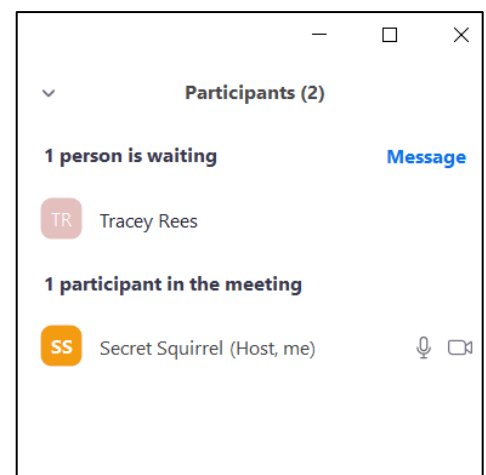 Participants (2)
1 person is waiting Message
TR Tracey Rees
1 participant in the meeting
SS Secret Squirrel (Host, me)